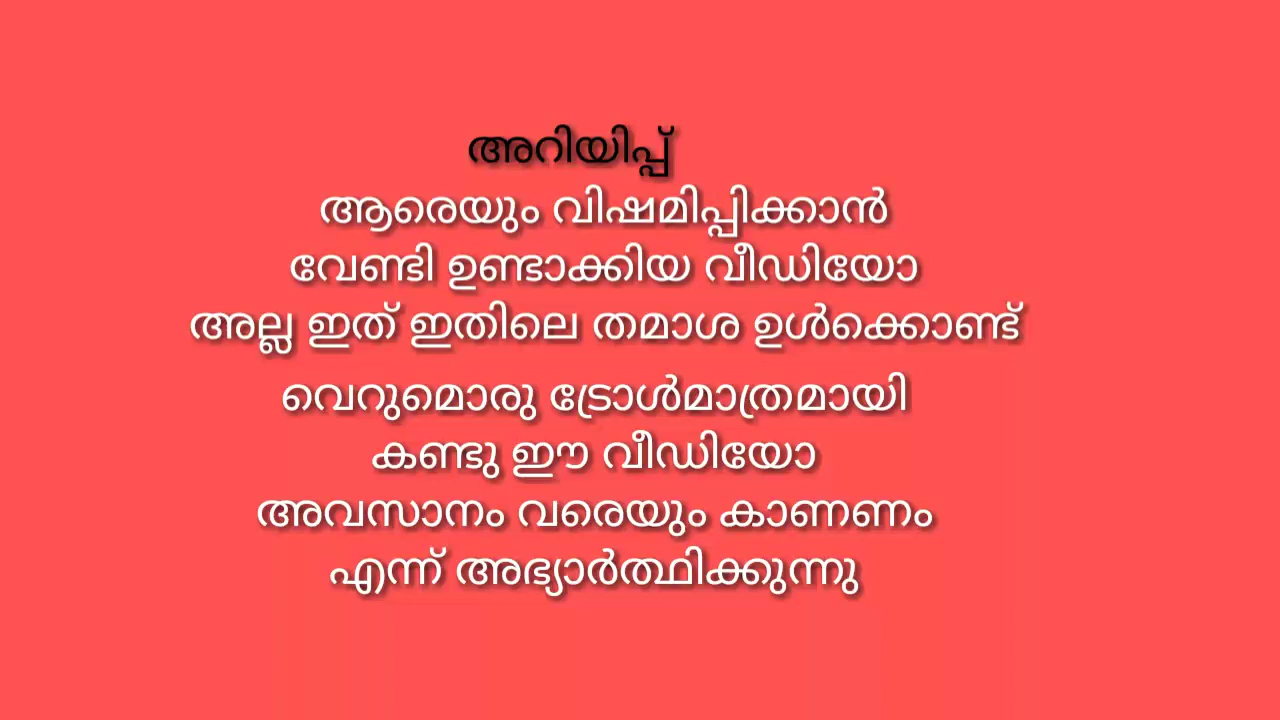 അറിയിപ്പ്
ആരെയും വിഷമിപ്പിക്കാൻ
വേണ്ടി ഉണ്ടാക്കിയ വീഡിയോ
അല്ല ഇത് ഇതിലെ തമാശ ഉൾക്കൊണ്ട്
വെറുമൊരു ട്രോൾമാത്രമായി
കണ്ടു ഈ വീഡിയോ
അവസാനം വരെയും കാണണം
എന്ന് അഭ്യാർത്ഥിക്കുന്നു